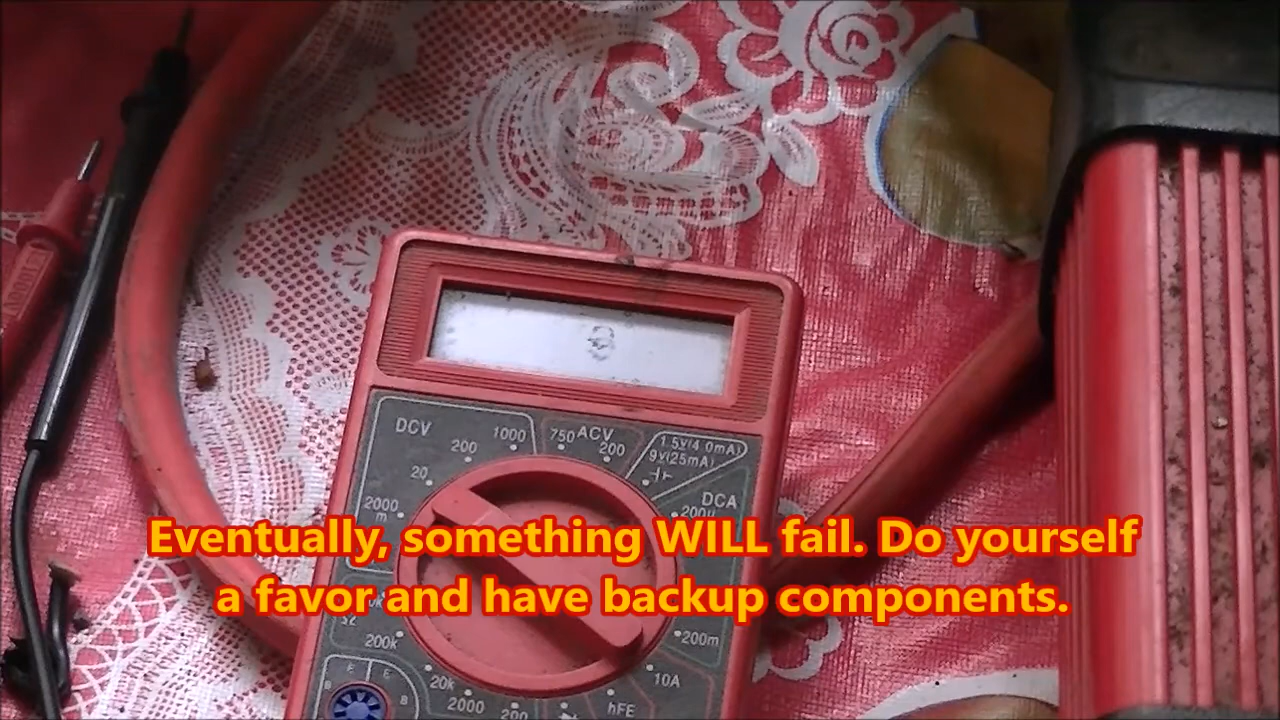 DCV
200
1000
750
ACV
200
1.5V(4.0mA)
9V(25mA)
20
2000
m
DCA
200µ
Eventually, something WILL fail. Do yourself
a favor and have backup components.
Ω
200k
200m
20k
2000
200
10A
hFE
E
E
B
B